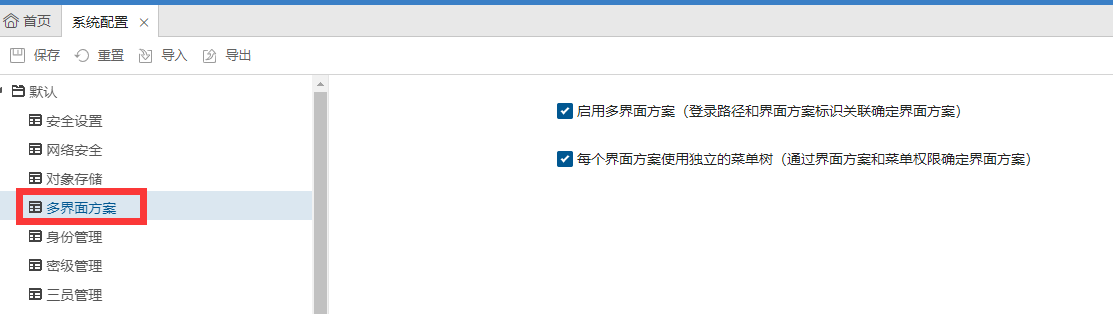 首页 系统配置
保存 重置 导入 导出
默认
安全设置
网络安全
对象存储
多界面方案
身份管理
密级管理
三员管理
启用多界面方案（登录路径和界面方案标识关联确定界面方案）
每个界面方案使用独立的菜单树（通过界面方案和菜单权限确定界面方案）